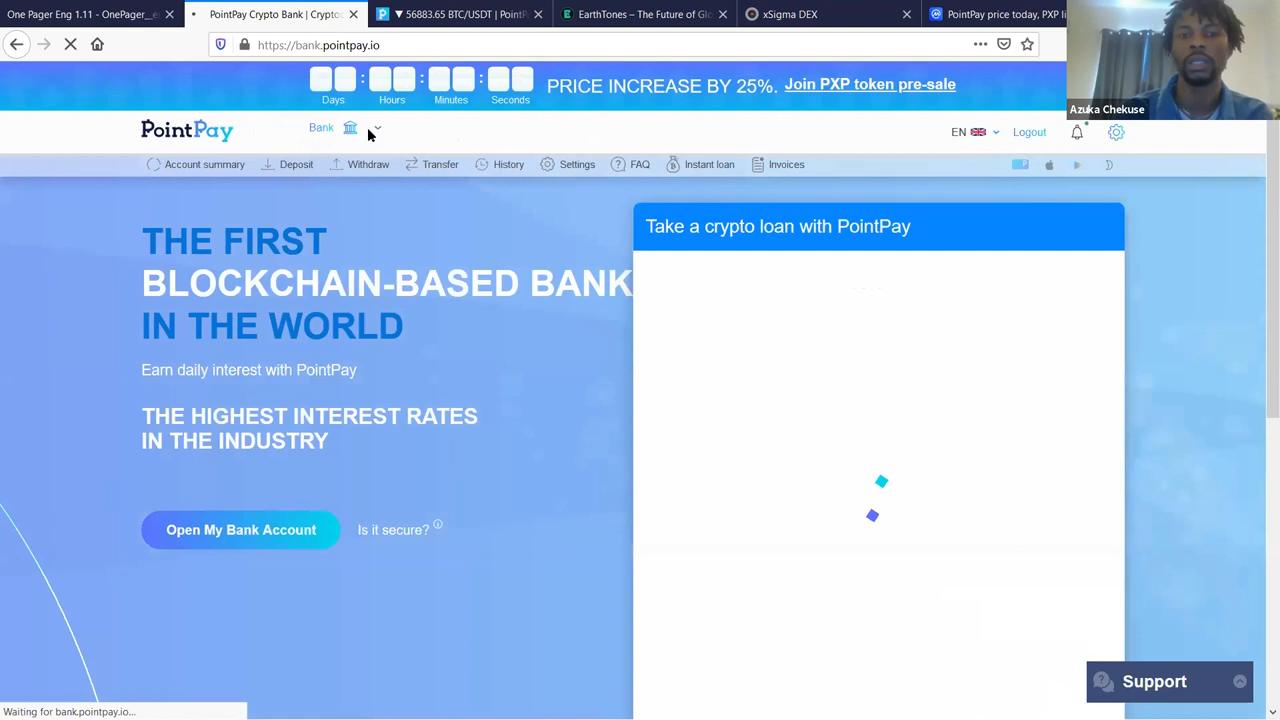 One Pager Eng 1.11 - OnePager_
PointPay Crypto Bank | Cryptoc
▼ 56883.65 BTC/USDT | PointP
EarthTones – The Future of Glo
xSigma DEX
PointPay price today, PXP li
https://bank.pointpay.io
Days
Hours
Minutes
Seconds
PRICE INCREASE BY 25%. Join PXP token pre-sale
Azuka Chekuse
PointPay
Bank
EN
Logout
Account summary
Deposit
Withdraw
Transfer
History
Settings
FAQ
Instant loan
Invoices
THE FIRST
BLOCKCHAIN-BASED BANK
IN THE WORLD
Earn daily interest with PointPay
THE HIGHEST INTEREST RATES
IN THE INDUSTRY
Open My Bank Account
Is it secure?
Take a crypto loan with PointPay
Support
Waiting for bank.pointpay.io...